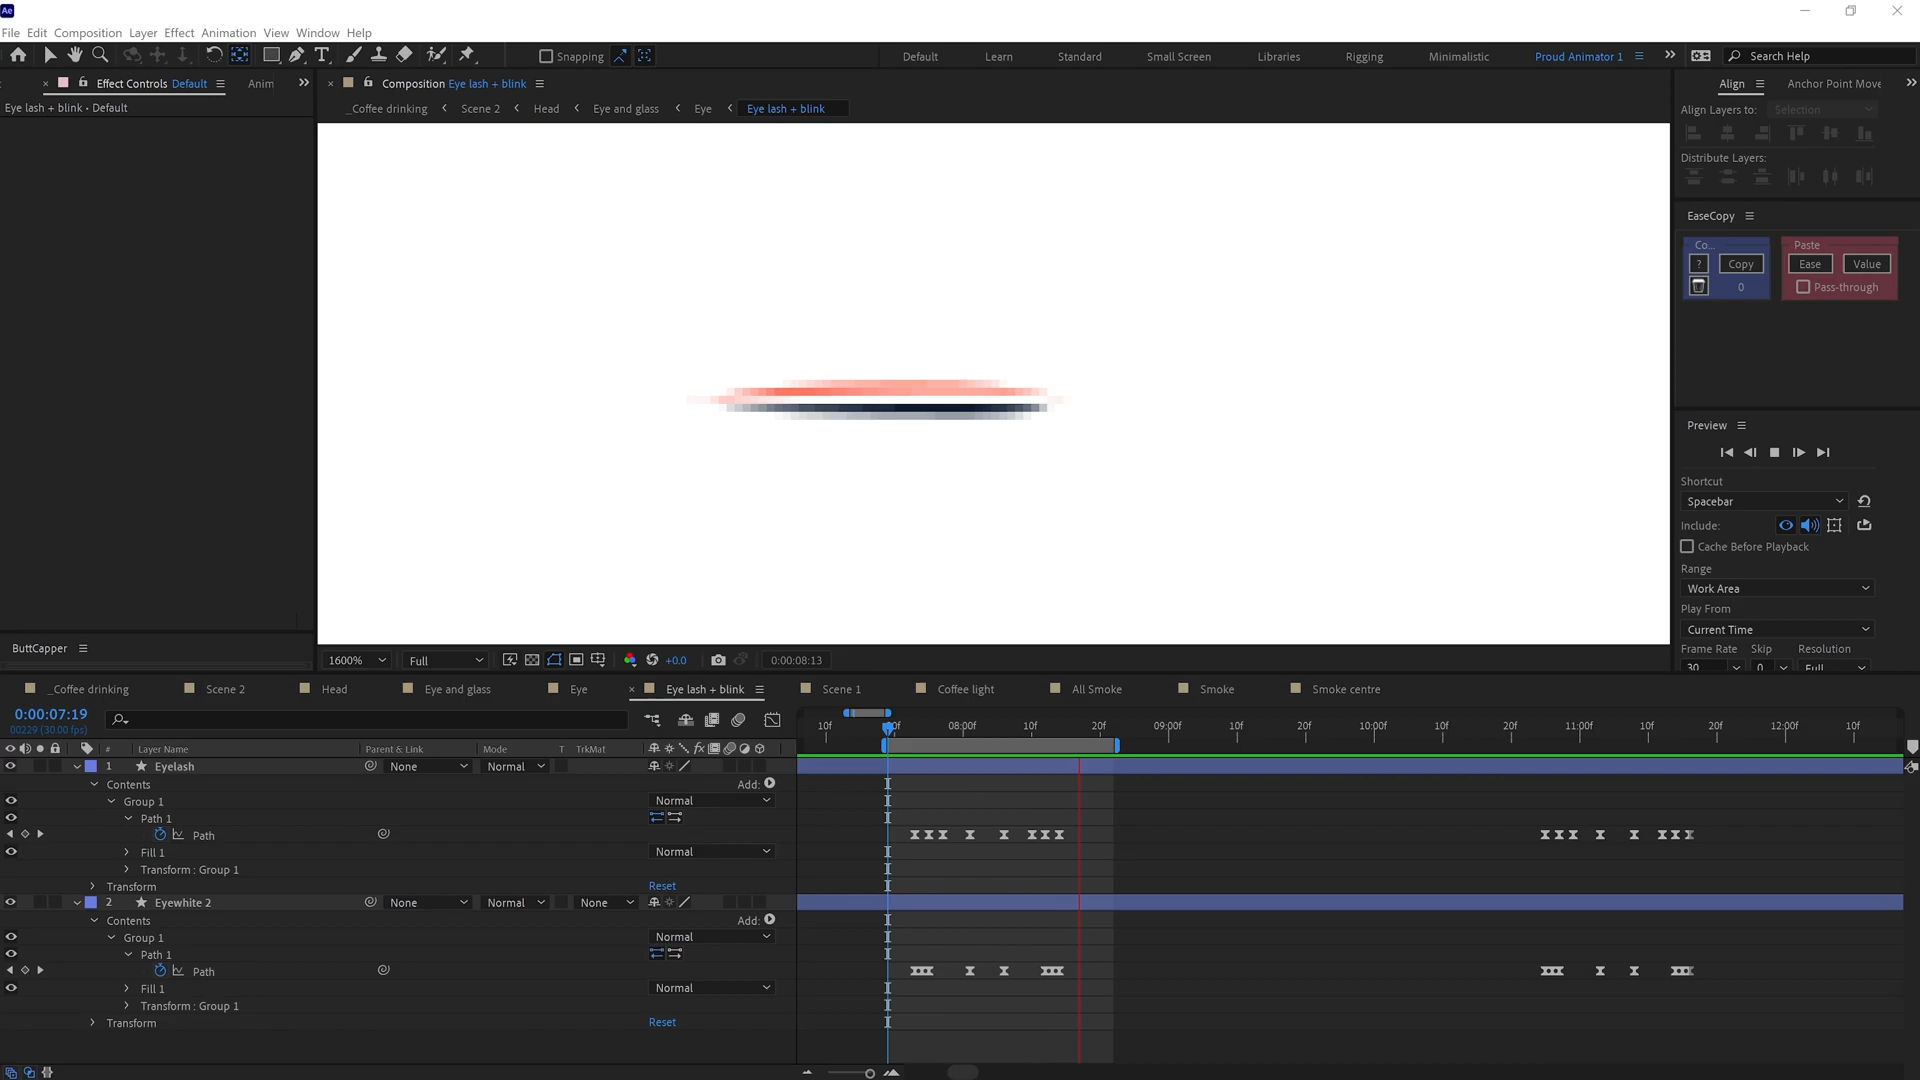 Ae
File Edit Composition Layer Effect Animation View Window Help
Snapping
Default Learn Standard Small Screen Libraries Rigging Minimalistic Proud Animator 1 Search Help
Effect Controls Default Anim
Eye lash + blink • Default
Composition Eye lash + blink
_Coffee drinking Scene 2 Head Eye and glass Eye Eye lash + blink
Align Anchor Point Move
Align Layers to: Selection
Distribute Layers:
EaseCopy
Co... Paste
? Copy Ease Value
0 Pass-through
Preview
Shortcut
Spacebar
Include:
Cache Before Playback
Range
Work Area
Play From
Current Time
Frame Rate Skip Resolution
30 0 Full
ButtCapper
1600% Full +0.0 0:00:08:13
_Coffee drinking Scene 2 Head Eye and glass Eye Eye lash + blink Scene 1 Coffee light All Smoke Smoke Smoke centre
0:00:07:19
00229 (30.00 fps)
10f 08:00f 10f 20f 09:00f 10f 20f 10:00f 10f 20f 11:00f 10f 20f 12:00f 10f
# Layer Name Parent & Link Mode T TrkMat
1 Eyelash None Normal
Contents Add:
Group 1 Normal
Path 1
Path
Fill 1 Normal
Transform : Group 1
Transform Reset
2 Eyewhite 2 None Normal None
Contents Add:
Group 1 Normal
Path 1
Path
Fill 1 Normal
Transform : Group 1
Transform Reset